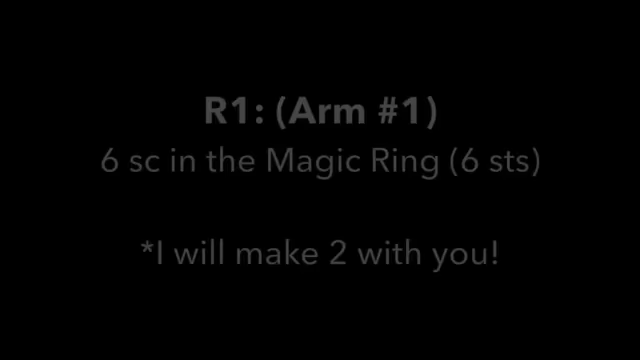 R1: (Arm #1)
6 sc in the Magic Ring (6 sts)
*I will make 2 with you!